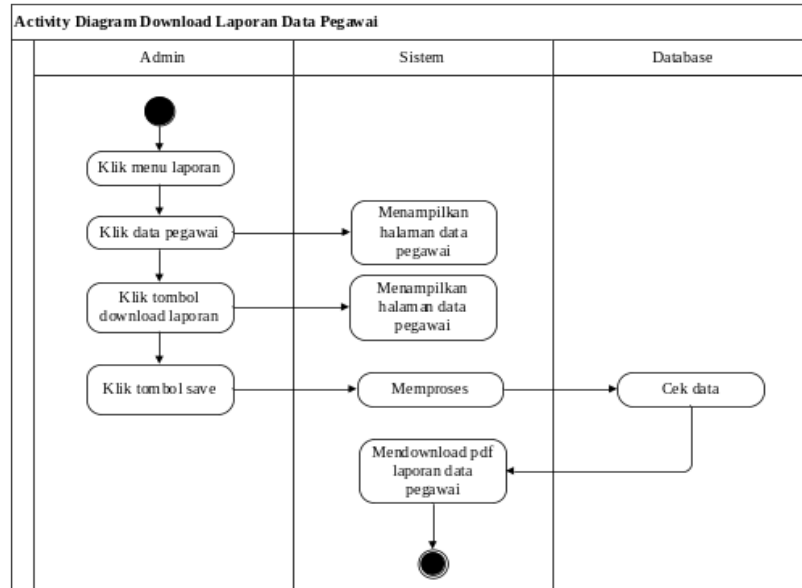 Activity Diagram Download Laporan Data Pegawai
Admin
Sistem
Database
Klik menu laporan
Klik data pegawai
Menampilkan
halaman data
pegawai
Klik tombol
download laporan
Menampilkan
halaman data
pegawai
Klik tombol save
Memproses
Cek data
Mendownload pdf
laporan data
pegawai